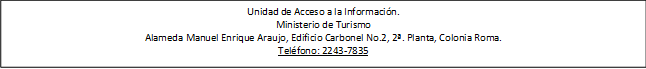 Unidad de Acceso a la Información.
Ministerio de Turismo
Alameda Manuel Enrique Araujo, Edificio Carbonel No.2, 2ª. Planta, Colonia Roma.
Teléfono: 2243-7835